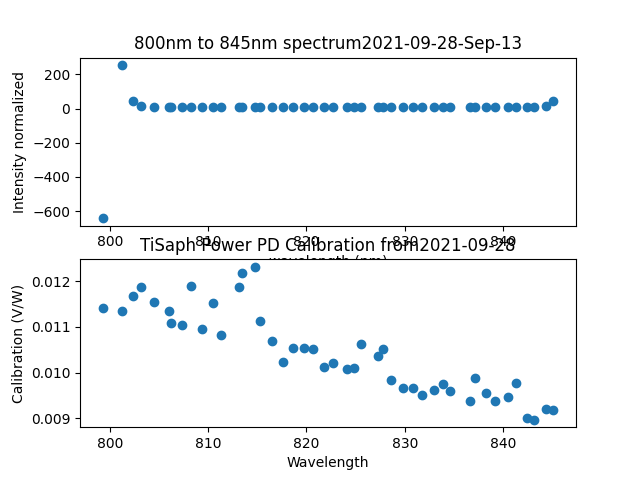 800nm to 845nm spectrum2021-09-28-Sep-13
Intensity normalized
200
0
−200
−400
−600
800 810 820 830 840
wavelength (nm)
TiSaph Power PD Calibration from2021-09-28
Calibration (V/W)
0.012
0.011
0.010
0.009
800 810 820 830 840
Wavelength